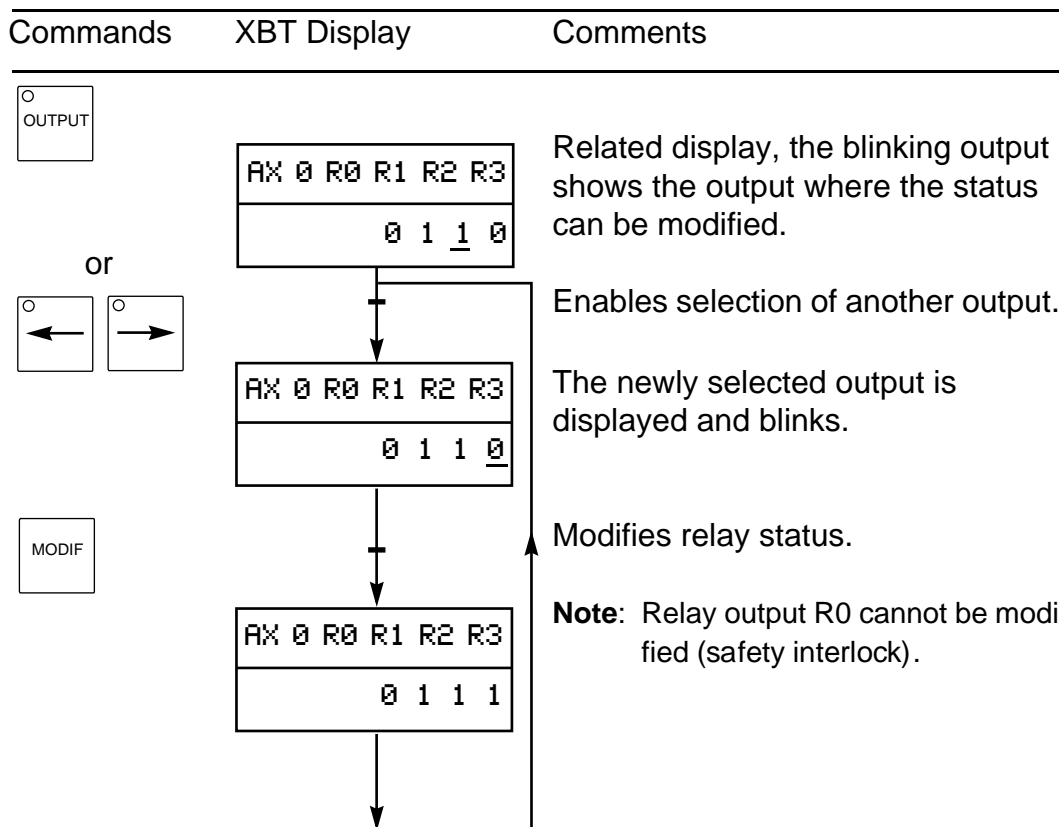 Commands XBT Display Comments
OUTPUT
AX 0 R0 R1 R2 R3
0 1 1 0
Related display, the blinking output
shows the output where the status
can be modified.
or
Enables selection of another output.
AX 0 R0 R1 R2 R3
0 1 1 0
The newly selected output is
displayed and blinks.
MODIF
Modifies relay status.
Note: Relay output R0 cannot be modi
fied (safety interlock).
AX 0 R0 R1 R2 R3
0 1 1 1